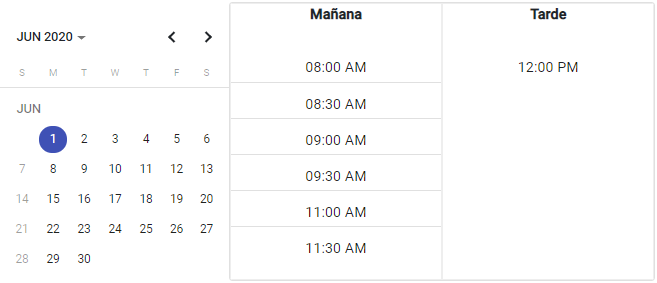 JUN 2020
S M T W T F S
JUN
1 2 3 4 5 6
7 8 9 10 11 12 13
14 15 16 17 18 19 20
21 22 23 24 25 26 27
28 29 30
Mañana Tarde
08:00 AM 12:00 PM
08:30 AM
09:00 AM
09:30 AM
11:00 AM
11:30 AM